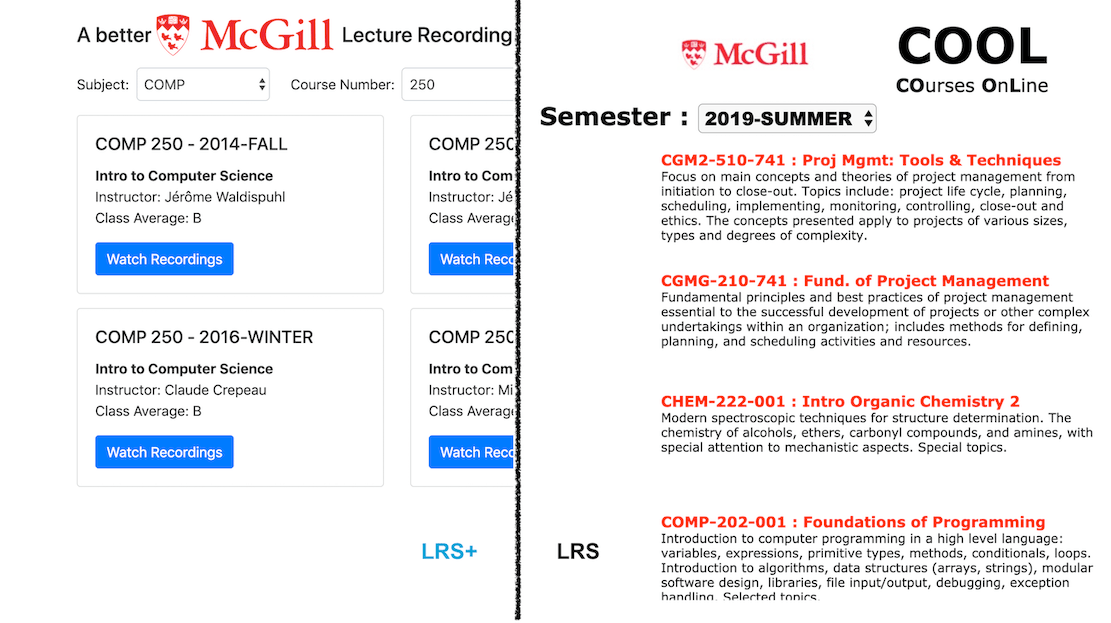 A better McGill Lecture Recording
Subject: COMP Course Number: 250
COMP 250 - 2014-FALL
Intro to Computer Science
Instructor: Jérôme Waldispuhl
Class Average: B
Watch Recordings
COMP 250
Intro to Com
Instructor: Jé
Class Average
Watch Reco
COMP 250 - 2016-WINTER
Intro to Computer Science
Instructor: Claude Crepeau
Class Average: B
Watch Recordings
COMP 250
Intro to Com
Instructor: Mi
Class Average
Watch Reco
LRS+
McGill
COOL
COurses OnLine
Semester : 2019-SUMMER
CGM2-510-741 : Proj Mgmt: Tools & Techniques
Focus on main concepts and theories of project management from
initiation to close-out. Topics include: project life cycle, planning,
scheduling, implementing, monitoring, controlling, close-out and
ethics. The concepts presented apply to projects of various sizes,
types and degrees of complexity.
CGMG-210-741 : Fund. of Project Management
Fundamental principles and best practices of project management
essential to the successful development of projects or other complex
undertakings within an organization; includes methods for defining,
planning, and scheduling activities and resources.
CHEM-222-001 : Intro Organic Chemistry 2
Modern spectroscopic techniques for structure determination. The
chemistry of alcohols, ethers, carbonyl compounds, and amines, with
special attention to mechanistic aspects. Special topics.
COMP-202-001 : Foundations of Programming
Introduction to computer programming in a high level language:
variables, expressions, primitive types, methods, conditionals, loops.
Introduction to algorithms, data structures (arrays, strings), modular
software design, libraries, file input/output, debugging, exception
handling. Selected topics.
LRS